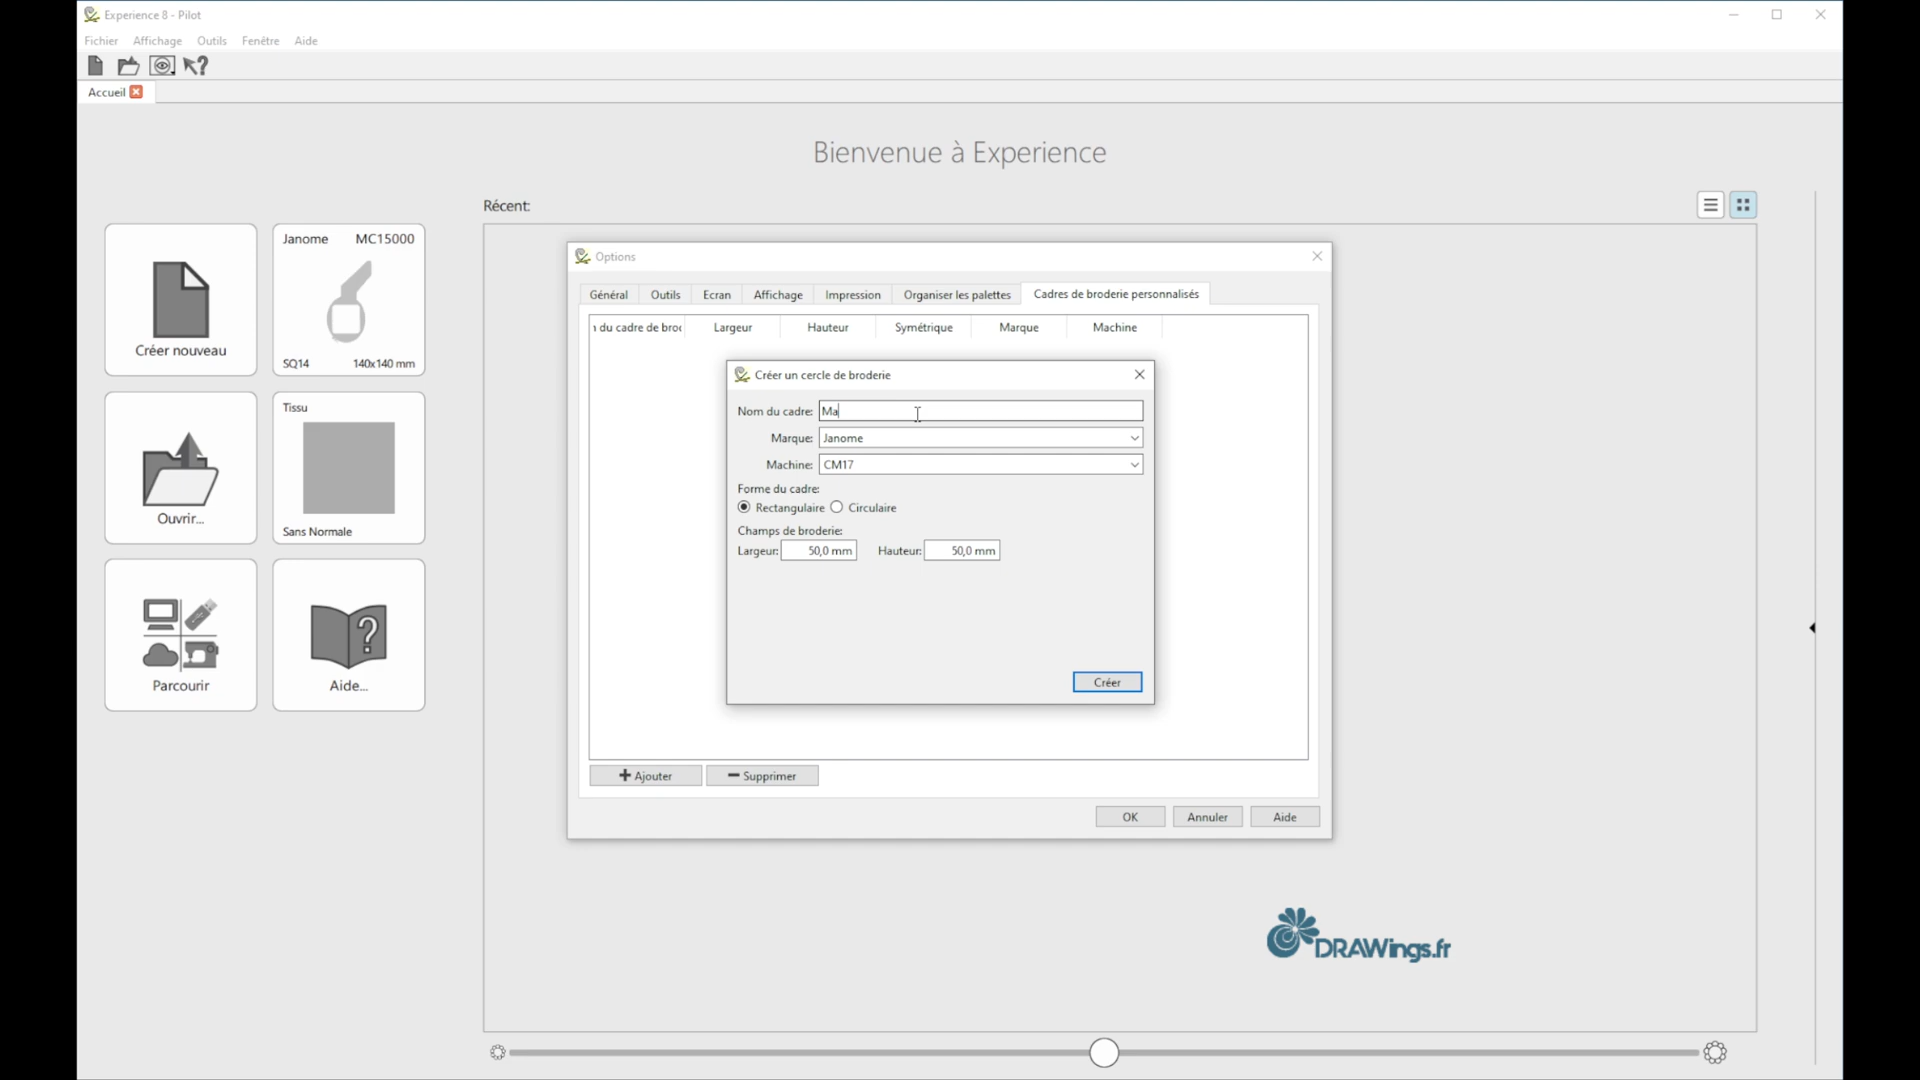 Experience 8 - Pilot
Fichier Affichage Outils Fenêtre Aide
Accueil
Bienvenue à Experience
Récent:
Créer nouveau
Janome MC15000
SQ14 140x140 mm
Ouvrir...
Tissu
Sans Normale
Parcourir
Aide...
Options
Général Outils Ecran Affichage Impression Organiser les palettes Cadres de broderie personnalisés
du cadre de bro Largeur Hauteur Symétrique Marque Machine
Créer un cercle de broderie
Nom du cadre: Ma
Marque: Janome
Machine: CM17
Forme du cadre:
Rectangulaire Circulaire
Champs de broderie:
Largeur: 50,0 mm Hauteur: 50,0 mm
Créer
Ajouter Supprimer
OK Annuler Aide
DRAWings.fr